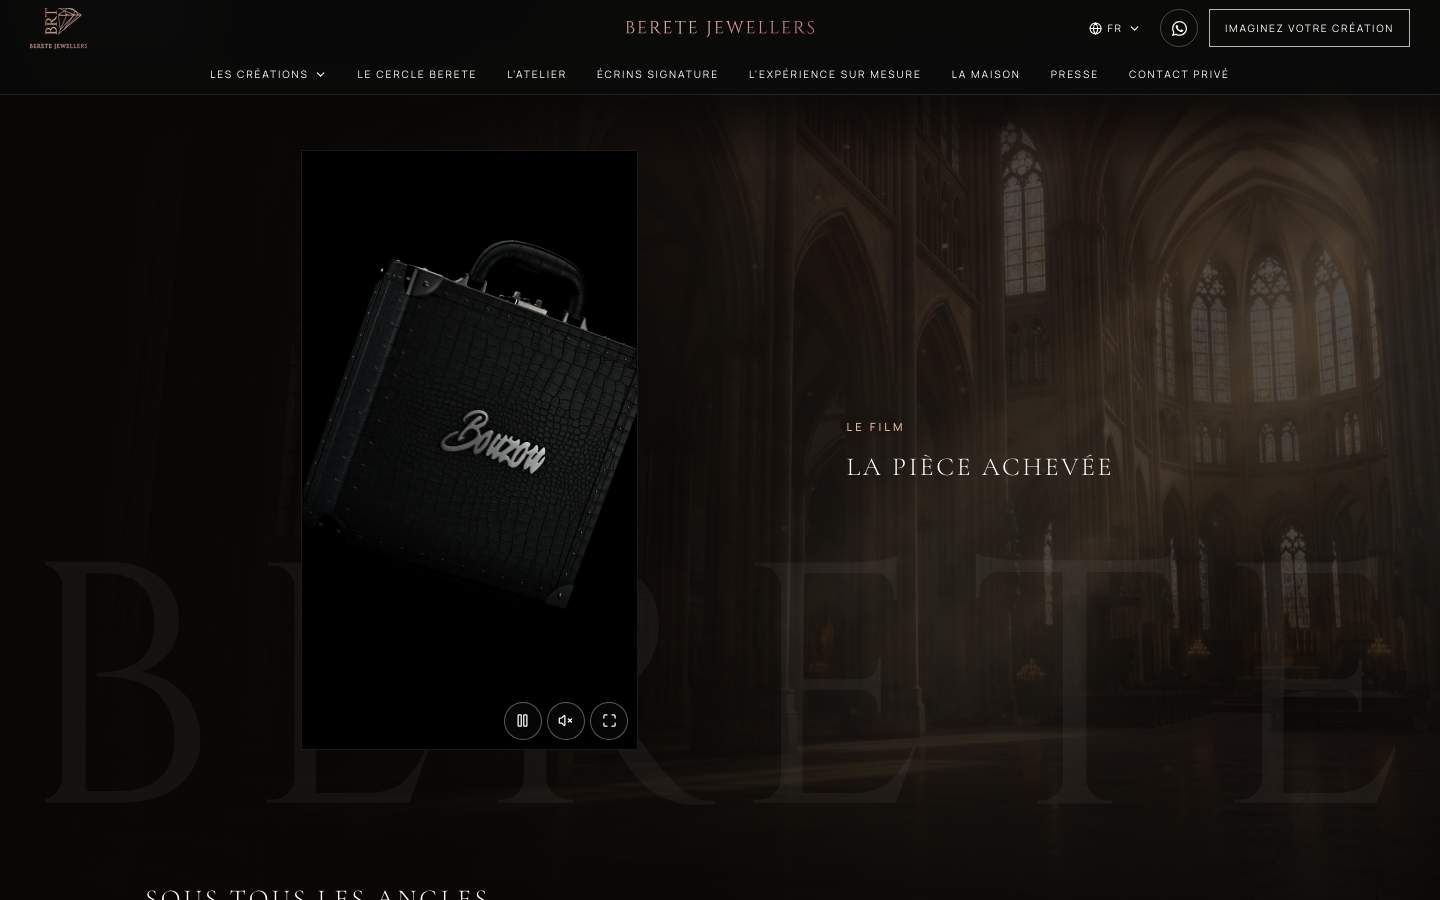 BRT
BERETE JEWELLERS
BERETE JEWELLERS
FR
IMAGINEZ VOTRE CRÉATION
LES CRÉATIONS
LE CERCLE BERETE
L'ATELIER
ÉCRINS SIGNATURE
L'EXPÉRIENCE SUR MESURE
LA MAISON
PRESSE
CONTACT PRIVÉ
Bouzou
LE FILM
LA PIÈCE ACHEVÉE
BERETE
SOUS TOUS LES ANGLES